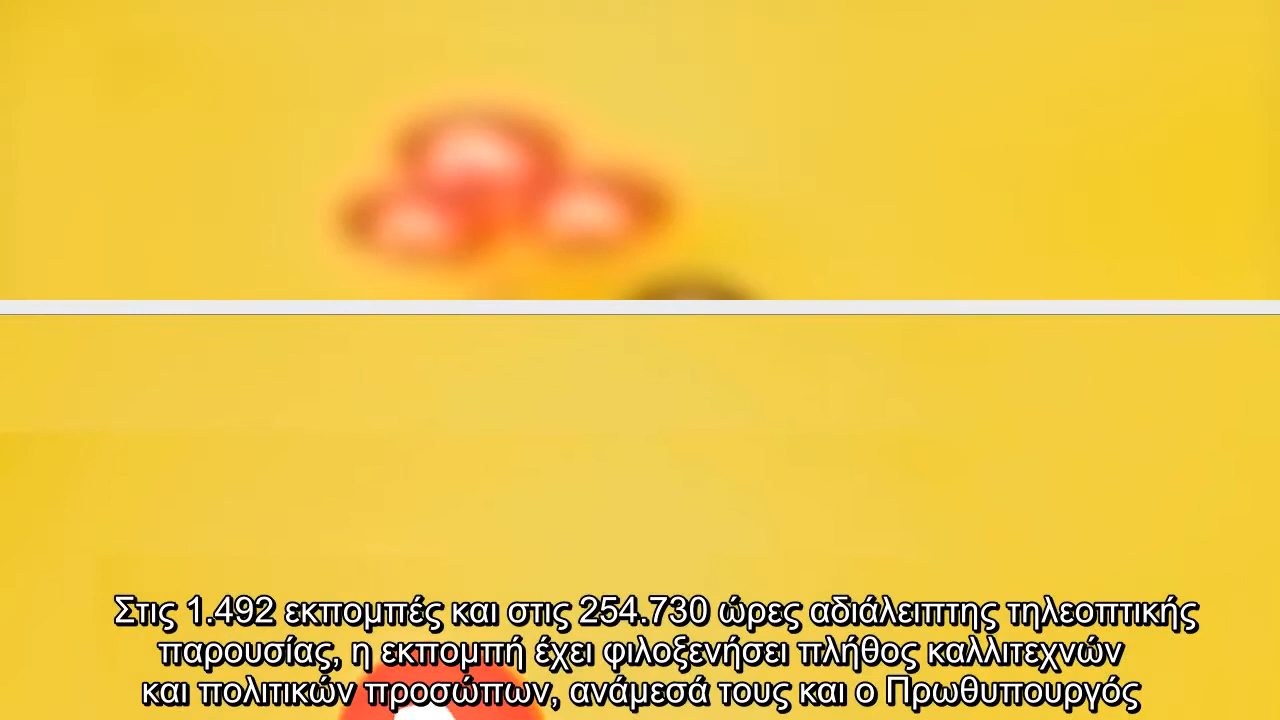 Στις 1.492 εκπομπές και στις 254.730 ώρες αδιάλειπτης τηλεοπτικής
παρουσίας, η εκπομπή έχει φιλοξενήσει πλήθος καλλιτεχνών
και πολιτικών προσώπων, ανάμεσά τους και ο Πρωθυπουργός